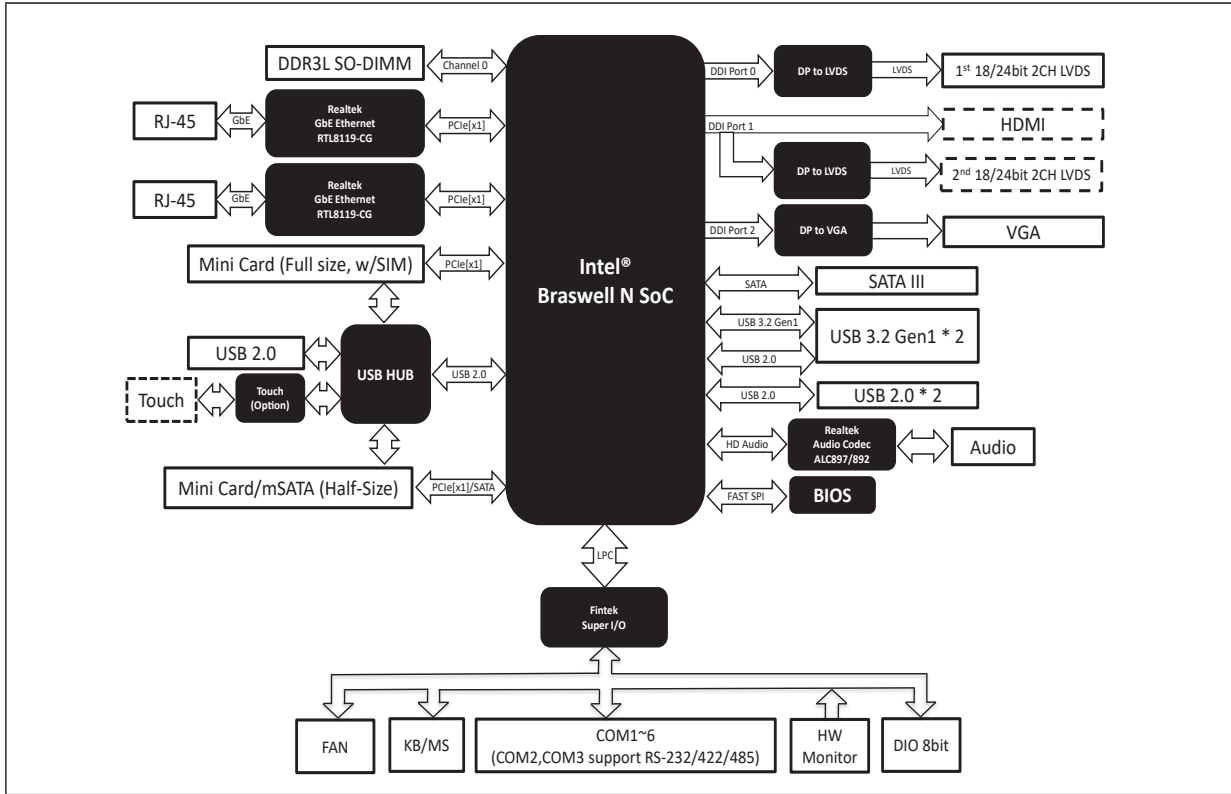 DDR3L SO-DIMM
Channel 0
RJ-45
GbE
Realtek
GbE Ethernet
RTL8119-CG
PCIe[x1]
RJ-45
GbE
Realtek
GbE Ethernet
RTL8119-CG
PCIe[x1]
Mini Card (Full size, w/SIM)
PCIe[x1]
USB 2.0
USB HUB
USB 2.0
Touch
Touch
(Option)
Mini Card/mSATA (Half-Size)
PCIe[x1]/SATA
Intel®
Braswell N SoC
DDI Port 0
DP to LVDS
LVDS
1st 18/24bit 2CH LVDS
DDI Port 1
HDMI
DP to LVDS
LVDS
2nd 18/24bit 2CH LVDS
DDI Port 2
DP to VGA
VGA
SATA
SATA III
USB 3.2 Gen1
USB 2.0
USB 3.2 Gen1 * 2
USB 2.0
USB 2.0 * 2
HD Audio
Realtek
Audio Codec
ALC897/892
Audio
FAST SPI
BIOS
LPC
Fintek
Super I/O
FAN
KB/MS
COM1~6
(COM2,COM3 support RS-232/422/485)
HW
Monitor
DIO 8bit